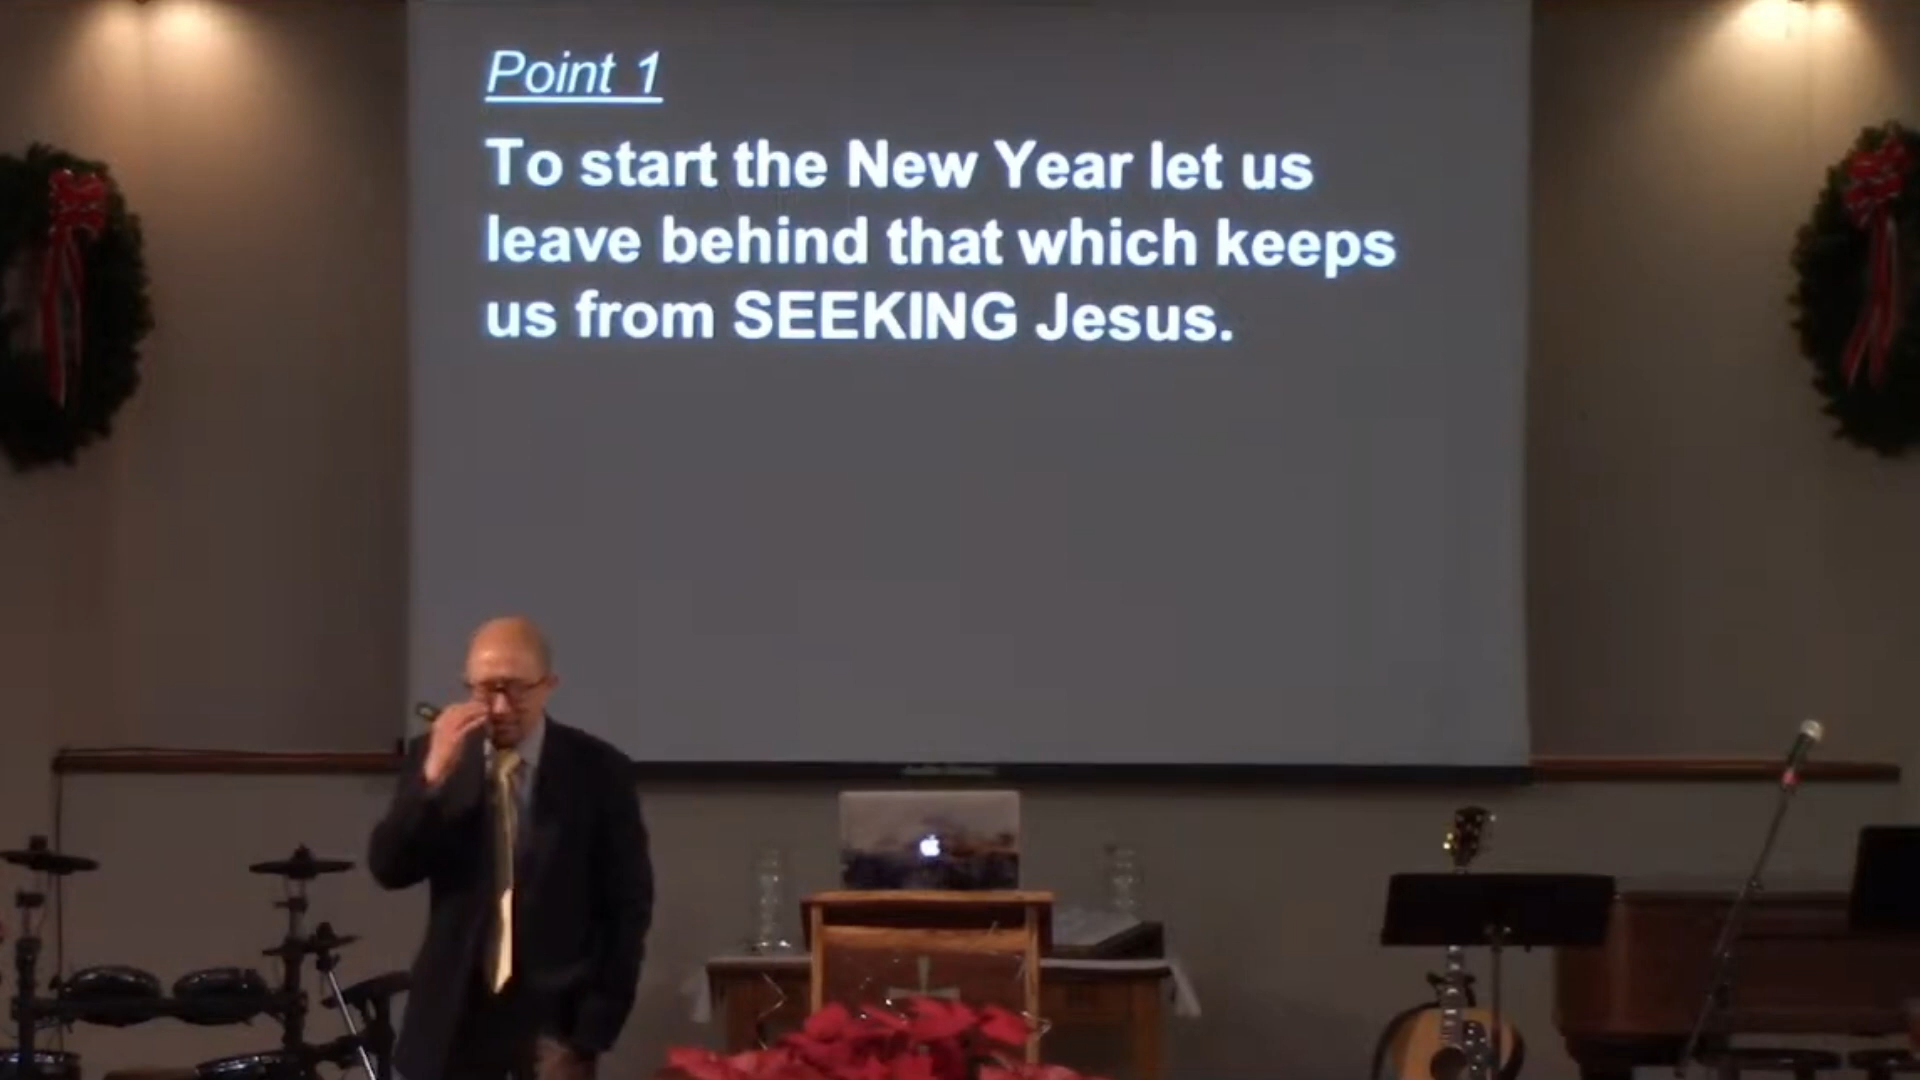 Point 1
To start the New Year let us
leave behind that which keeps
us from SEEKING Jesus.